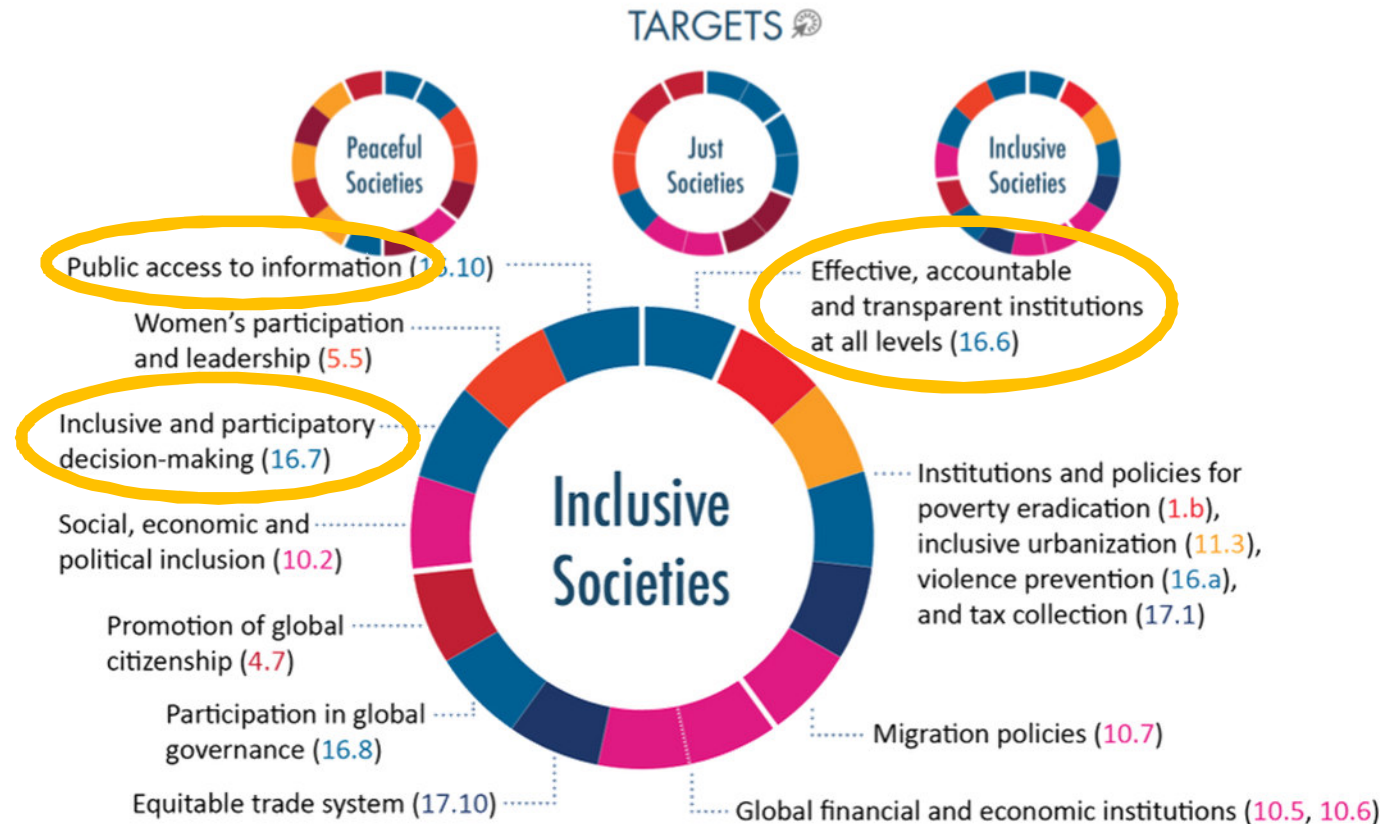 TARGETS
Peaceful
Societies
Just
Societies
Inclusive
Societies
Public access to information (16.10)
Women's participation
and leadership (5.5)
Inclusive and participatory
decision-making (16.7)
Social, economic and
political inclusion (10.2)
Promotion of global
citizenship (4.7)
Participation in global
governance (16.8)
Equitable trade system (17.10)
Inclusive
Societies
Effective, accountable
and transparent institutions
at all levels (16.6)
Institutions and policies for
poverty eradication (1.b),
inclusive urbanization (11.3),
violence prevention (16.a),
and tax collection (17.1)
Migration policies (10.7)
Global financial and economic institutions (10.5, 10.6)